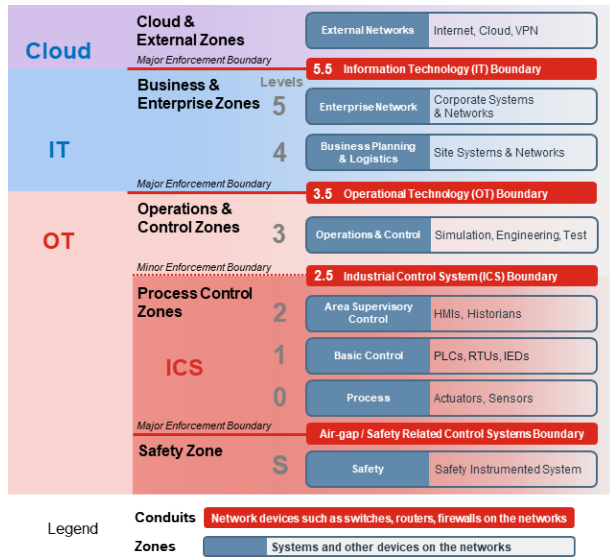 Cloud
Cloud & External Zones
External Networks
Internet, Cloud, VPN
Major Enforcement Boundary
5.5 Information Technology (IT) Boundary
IT
Business & Enterprise Zones
Levels
5
Enterprise Network
Corporate Systems & Networks
4
Business Planning & Logistics
Site Systems & Networks
Major Enforcement Boundary
3.5 Operational Technology (OT) Boundary
OT
Operations & Control Zones
3
Operations & Control
Simulation, Engineering, Test
Minor Enforcement Boundary
2.5 Industrial Control System (ICS) Boundary
Process Control Zones
ICS
2
Area Supervisory Control
HMIs, Historians
1
Basic Control
PLCs, RTUs, IEDs
0
Process
Actuators, Sensors
Major Enforcement Boundary
Air-gap / Safety Related Control Systems Boundary
Safety Zone
S
Safety
Safety Instrumented System
Legend
Conduits
Network devices such as switches, routers, firewalls on the networks
Zones
Systems and other devices on the networks